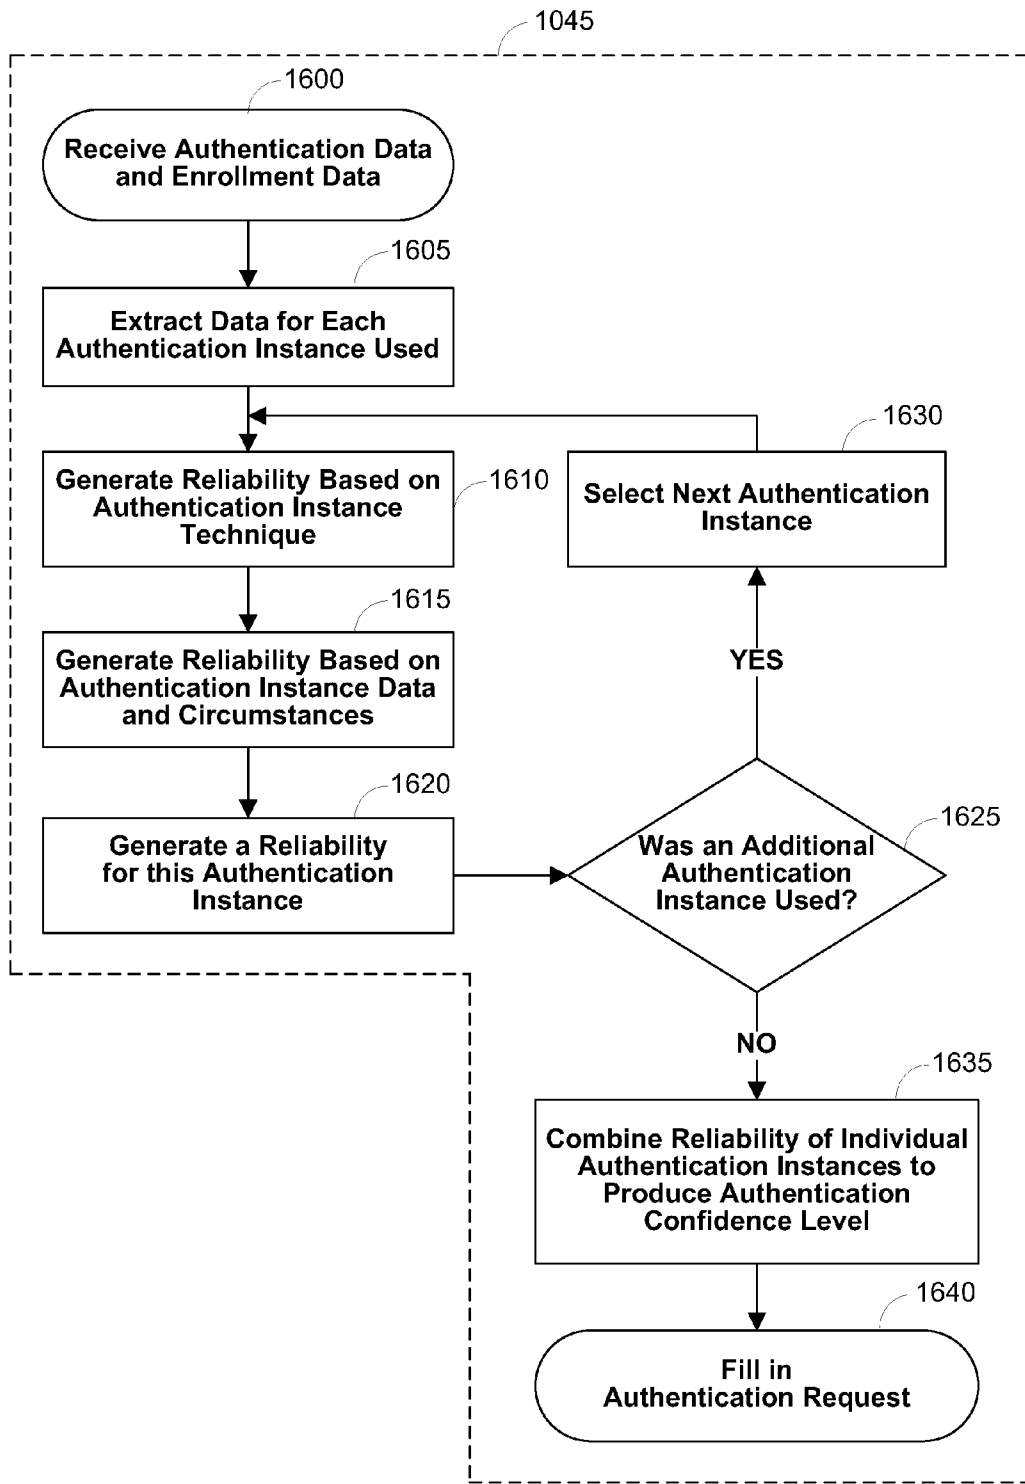 1045
1600
Receive Authentication Data
and Enrollment Data
1605
Extract Data for Each
Authentication Instance Used
1610
Generate Reliability Based on
Authentication Instance
Technique
1630
Select Next Authentication
Instance
1615
Generate Reliability Based on
Authentication Instance Data
and Circumstances
YES
1620
Generate a Reliability
for this Authentication
Instance
1625
Was an Additional
Authentication
Instance Used?
NO
1635
Combine Reliability of Individual
Authentication Instances to
Produce Authentication
Confidence Level
1640
Fill in
Authentication Request